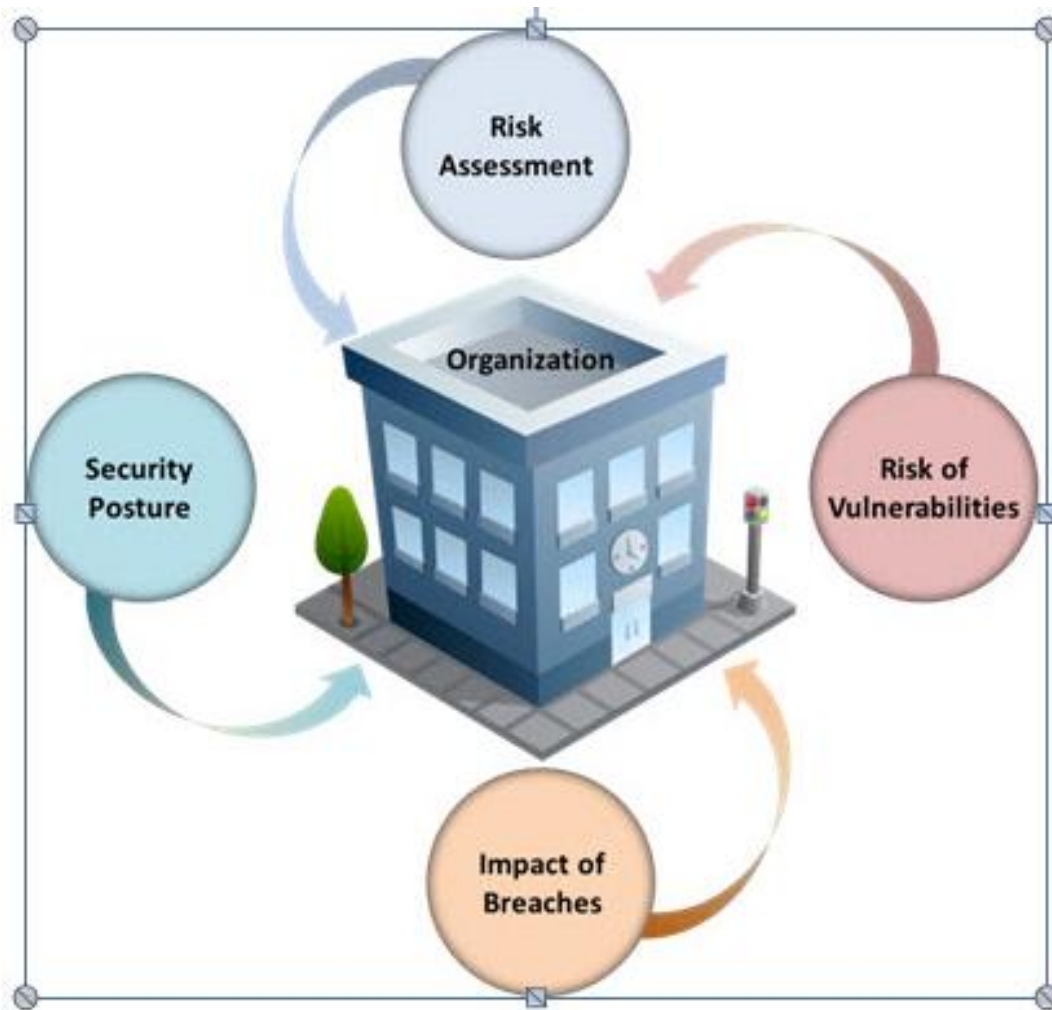 Risk
Assessment
Organization
Security
Posture
Risk of
Vulnerabilities
Impact of
Breaches